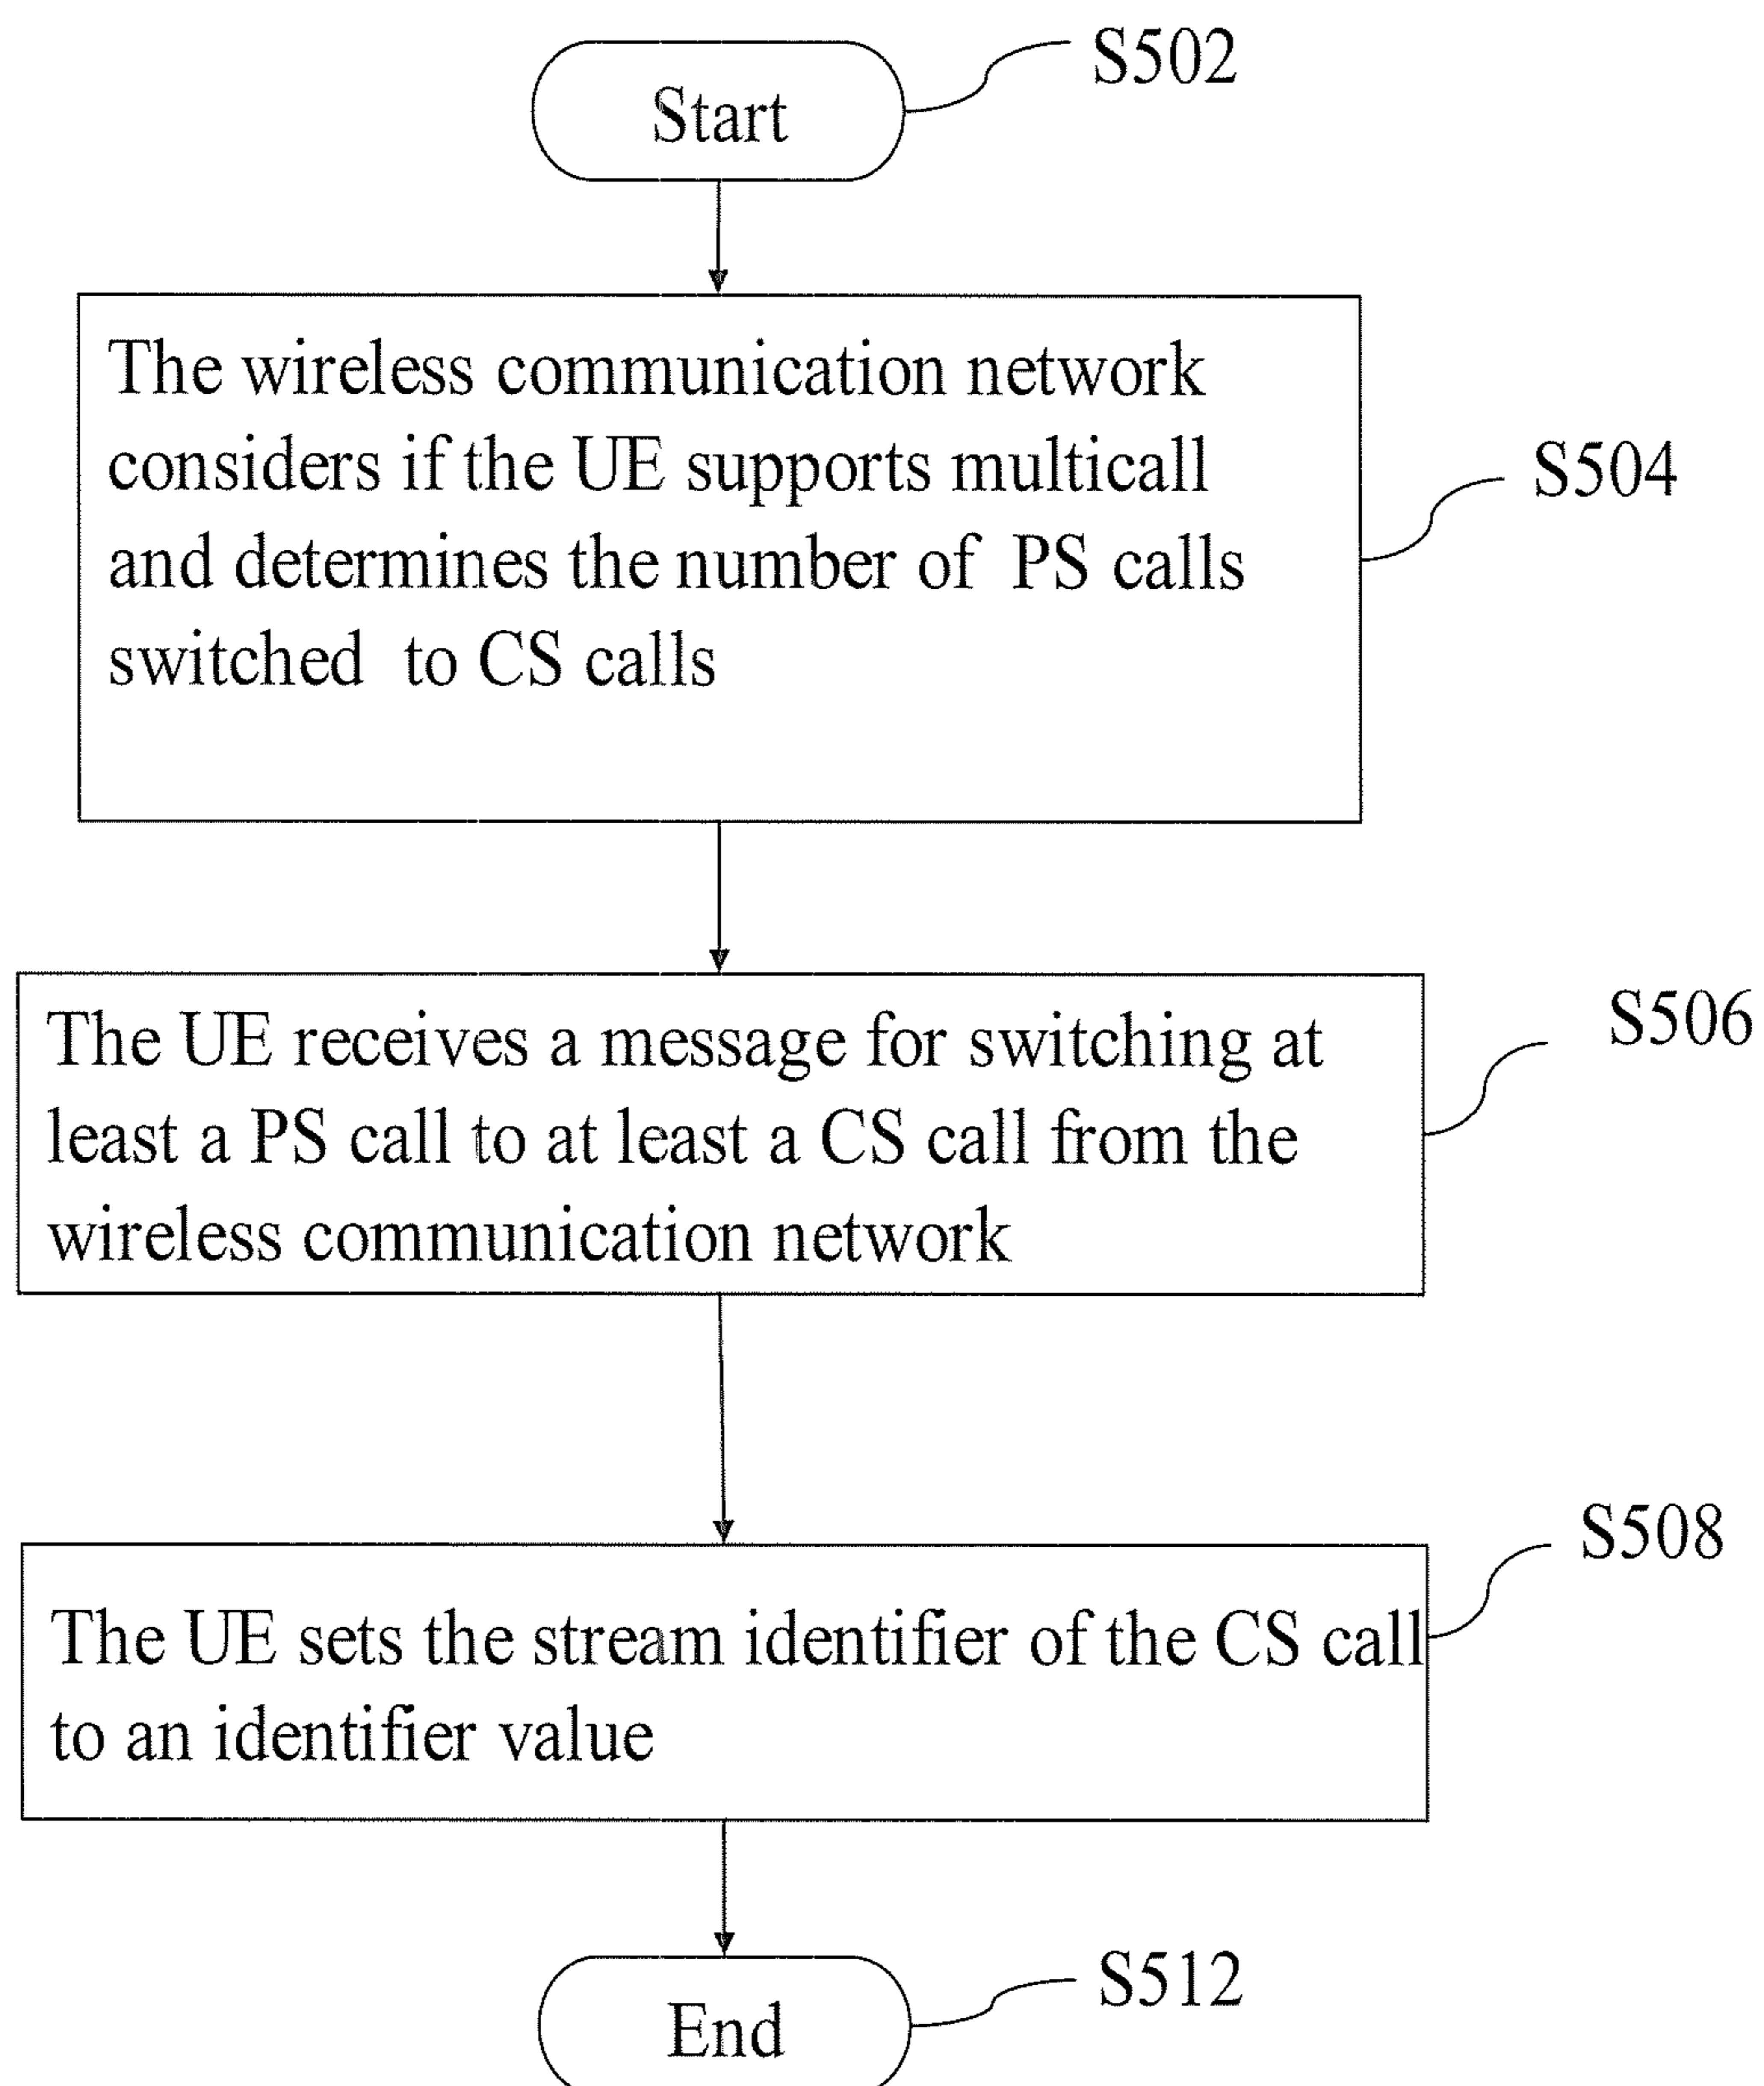 S502
Start
The wireless communication network
considers if the UE supports multicall
and determines the number of PS calls
switched to CS calls
S504
The UE receives a message for switching at
least a PS call to at least a CS call from the
wireless communication network
S506
S508
The UE sets the stream identifier of the CS call
to an identifier value
S512
End